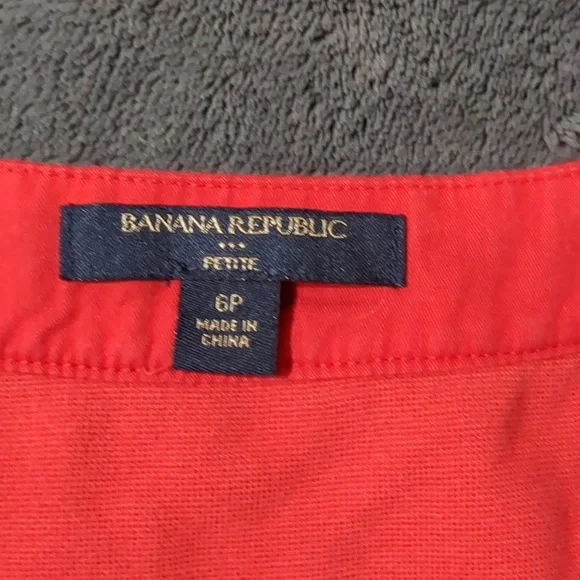 BANANA REPUBLIC
PETITE
6P
MADE IN
CHINA